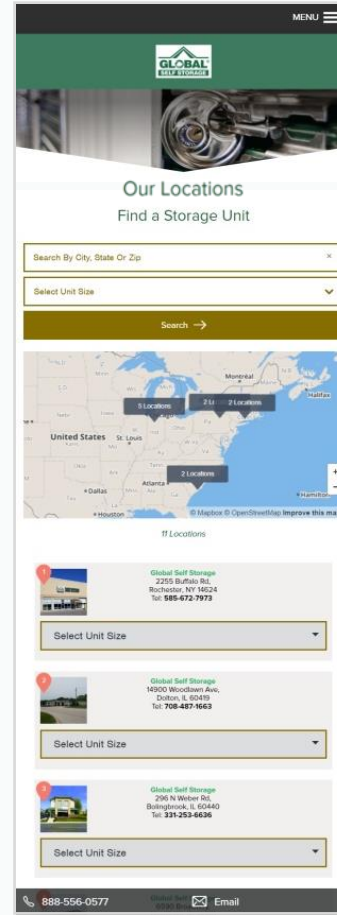 MENU
GLOBAL
SELF STORAGE
Our Locations
Find a Storage Unit
Search By City, State Or Zip
Select Unit Size
Search
Montréal
Halifax
5 Locations
2 Locations
United States
St. Louis
2 Locations
Atlanta
Dallas
Houston
Hamilton
© Mapbox © OpenStreetMap Improve this map
11 Locations
1
Global Self Storage
2255 Buffalo Rd,
Rochester, NY 14624
Tel: 585-672-7973
Select Unit Size
2
Global Self Storage
14900 Woodlawn Ave,
Dolton, IL 60419
Tel: 708-487-1663
Select Unit Size
3
Global Self Storage
296 N Weber Rd,
Bolingbrook, IL 60440
Tel: 331-253-6636
Select Unit Size
888-556-0577
Email